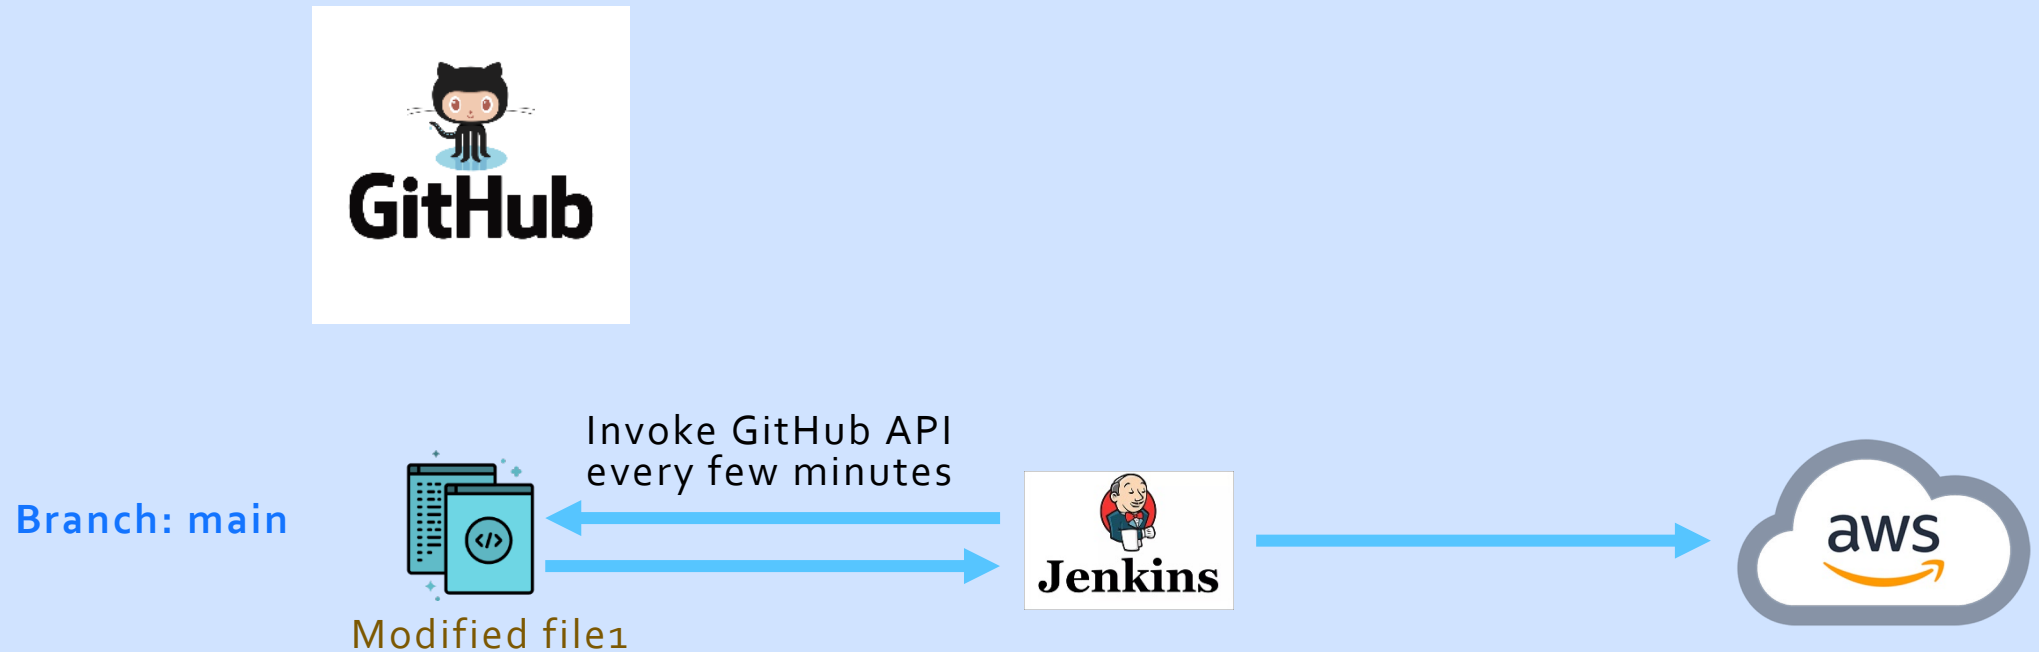 GitHub
Invoke GitHub API
every few minutes
Branch: main
</>
Jenkins
aws
Modified file1